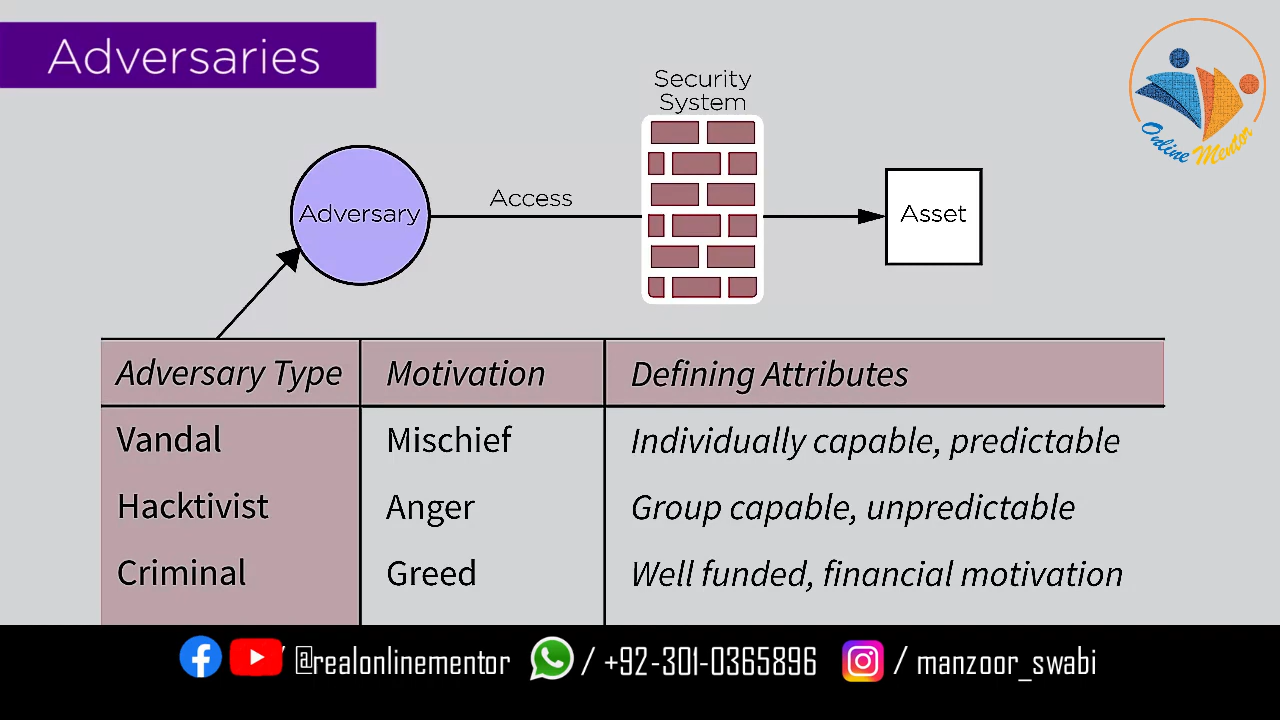 Adversaries
Security
System
Online Mentor
Adversary
Access
Asset
Adversary Type Motivation Defining Attributes
Vandal Mischief Individually capable, predictable
Hacktivist Anger Group capable, unpredictable
Criminal Greed Well funded, financial motivation
/ @realonlinementor / +92-301-0365896 / manzoor_swabi